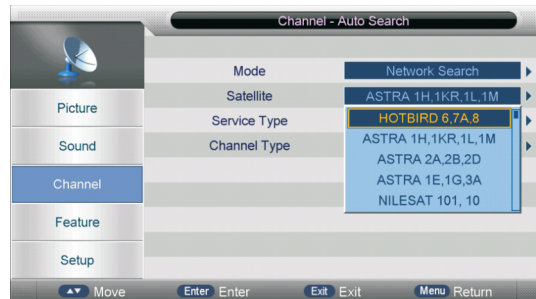 Channel - Auto Search
Mode Network Search
Satellite ASTRA 1H,1KR,1L,1M
Service Type
Channel Type
HOTBIRD 6,7A,8
ASTRA 1H,1KR,1L,1M
ASTRA 2A,2B,2D
ASTRA 1E,1G,3A
NILESAT 101, 10
Picture
Sound
Channel
Feature
Setup
Move Enter Enter Exit Exit Menu Return